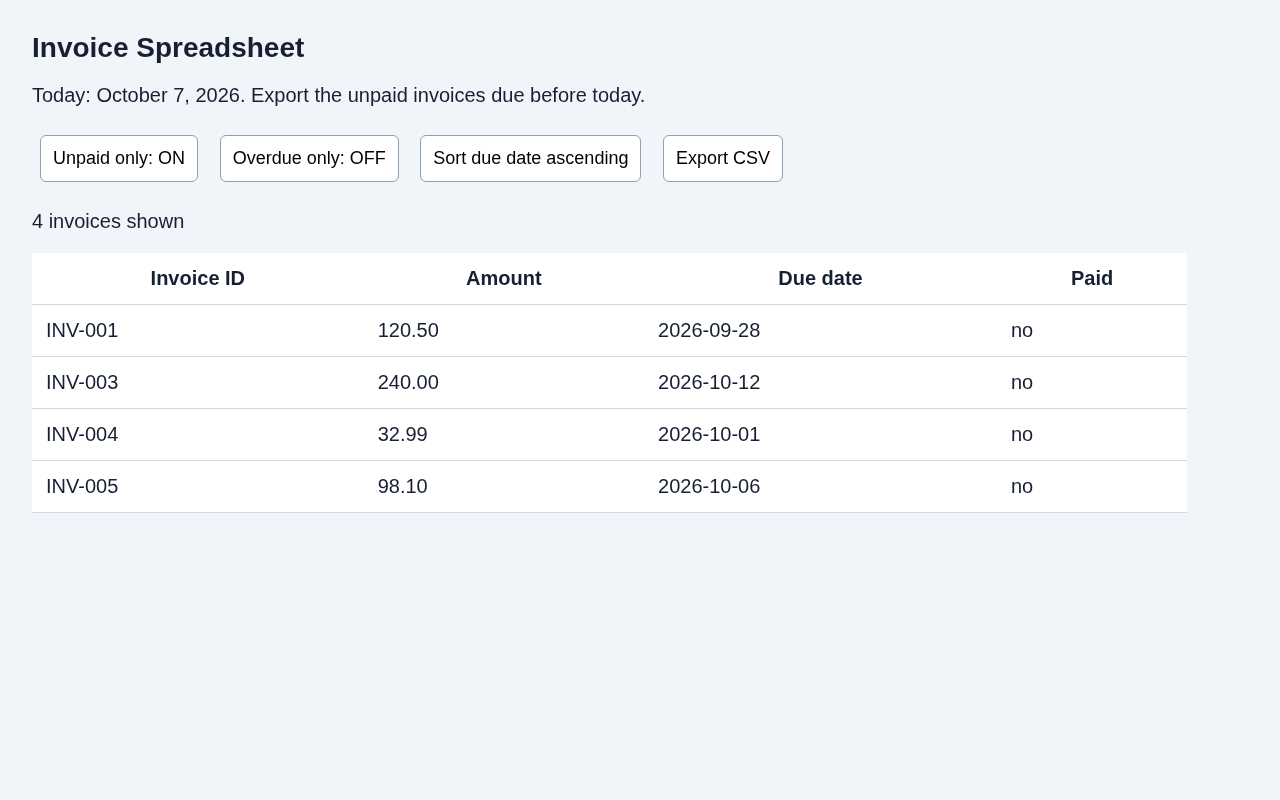 Invoice Spreadsheet
Today: October 7, 2026. Export the unpaid invoices due before today.
Unpaid only: ON Overdue only: OFF Sort due date ascending Export CSV
4 invoices shown
Invoice ID Amount Due date Paid
INV-001 120.50 2026-09-28 no
INV-003 240.00 2026-10-12 no
INV-004 32.99 2026-10-01 no
INV-005 98.10 2026-10-06 no